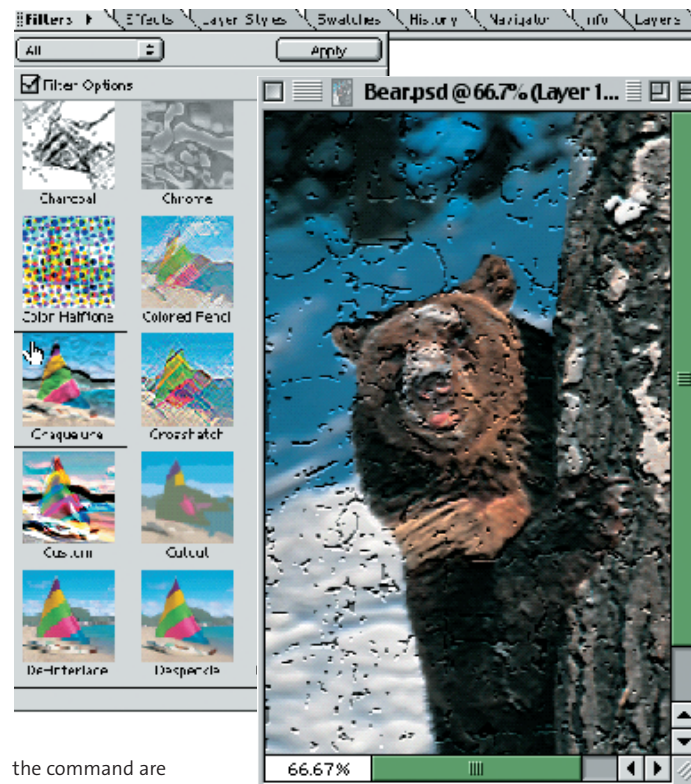 Filters Effects Layer Styles Swatches History Navigator Info Layers
All Apply
Filter Options
Bear.psd @ 66.7% (Layer 1...
Charcoal Chrome
Color Halftone Colored Pencil
Craquelure Crosshatch
Custom Cutout
De-Interlace Despeckle
the command are
66.67%